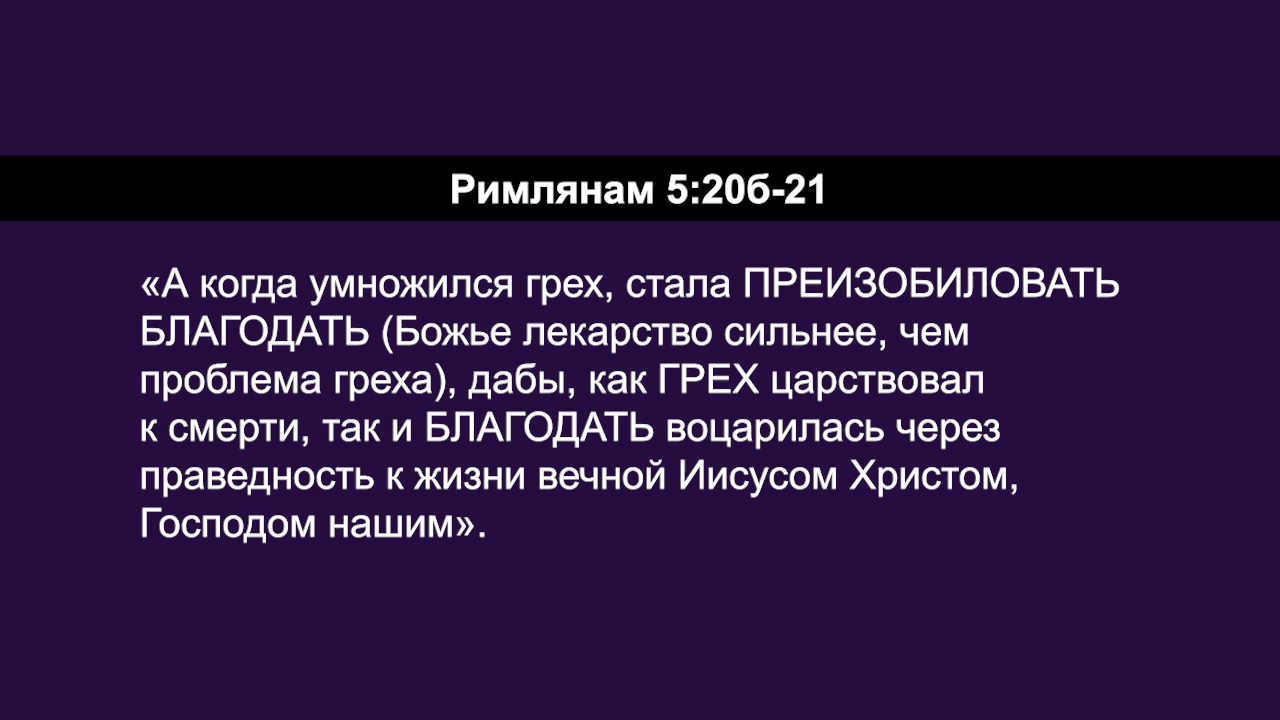 Римлянам 5:20б-21
«А когда умножился грех, стала ПРЕИЗОБИЛОВАТЬ
БЛАГОДАТЬ (Божье лекарство сильнее, чем
проблема греха), дабы, как ГРЕХ царствовал
к смерти, так и БЛАГОДАТЬ воцарилась через
праведность к жизни вечной Иисусом Христом,
Господом нашим».